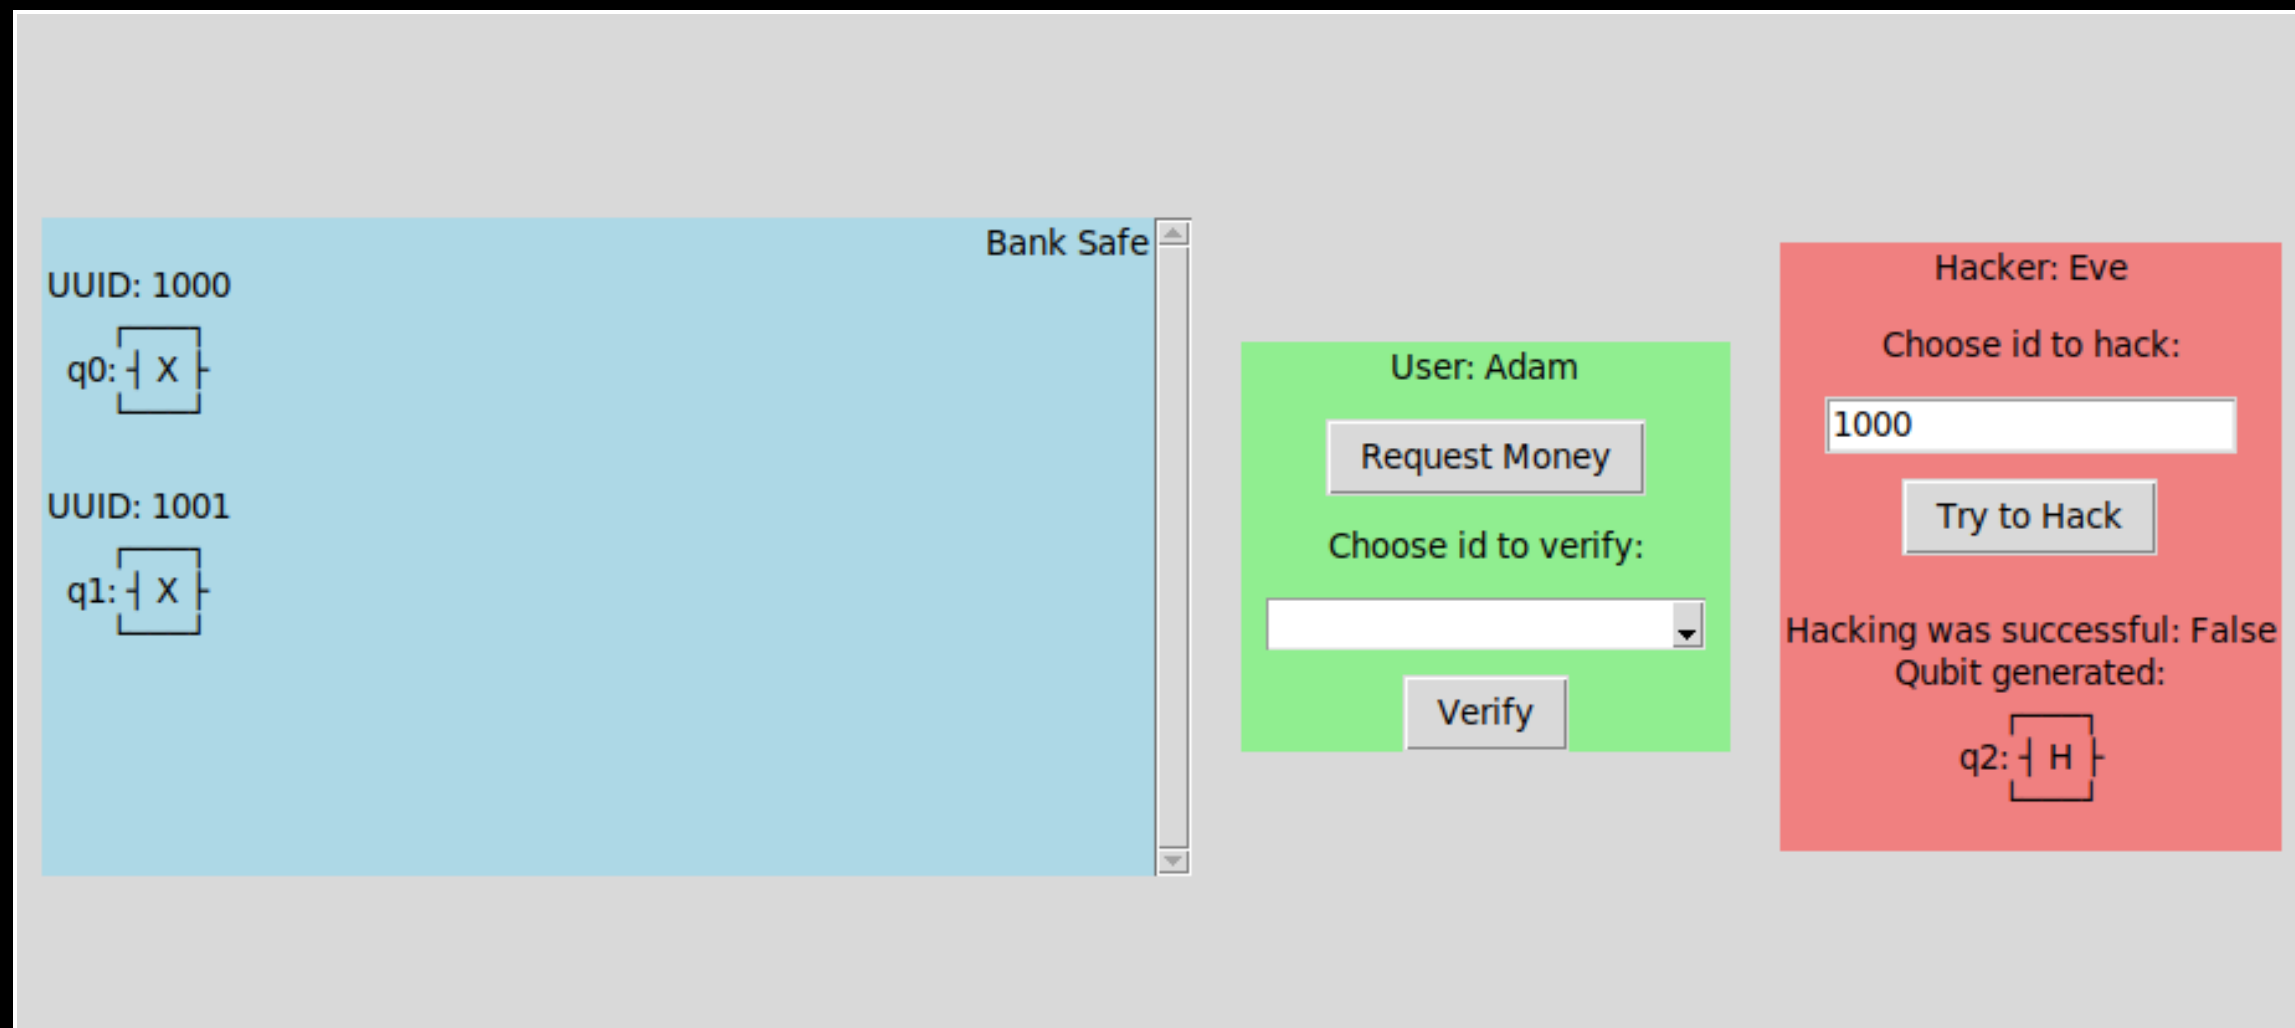 Bank Safe
UUID: 1000
q0: ┤ X ├
UUID: 1001
q1: ┤ X ├
User: Adam
Request Money
Choose id to verify:
Verify
Hacker: Eve
Choose id to hack:
1000
Try to Hack
Hacking was successful: False
Qubit generated:
q2: ┤ H ├